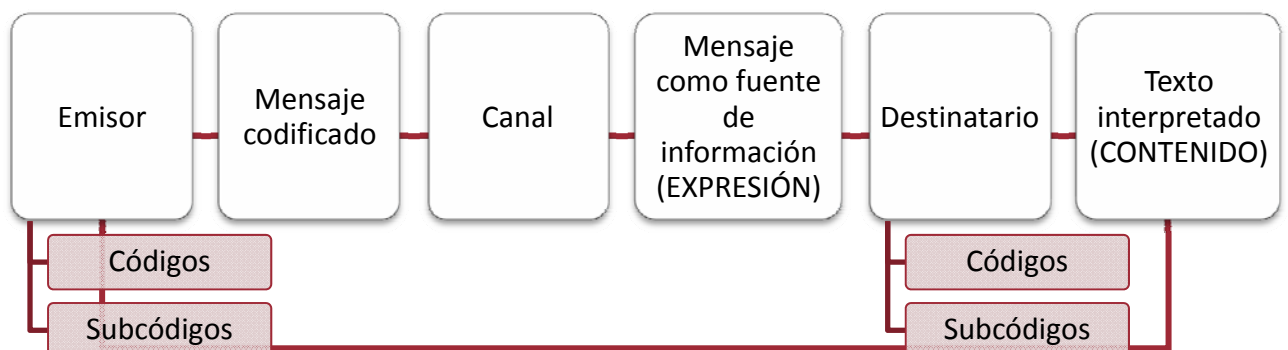 Emisor
Mensaje
codificado
Canal
Mensaje
como fuente
de
información
(EXPRESIÓN)
Destinatario
Texto
interpretado
(CONTENIDO)
Códigos
Subcódigos
Códigos
Subcódigos